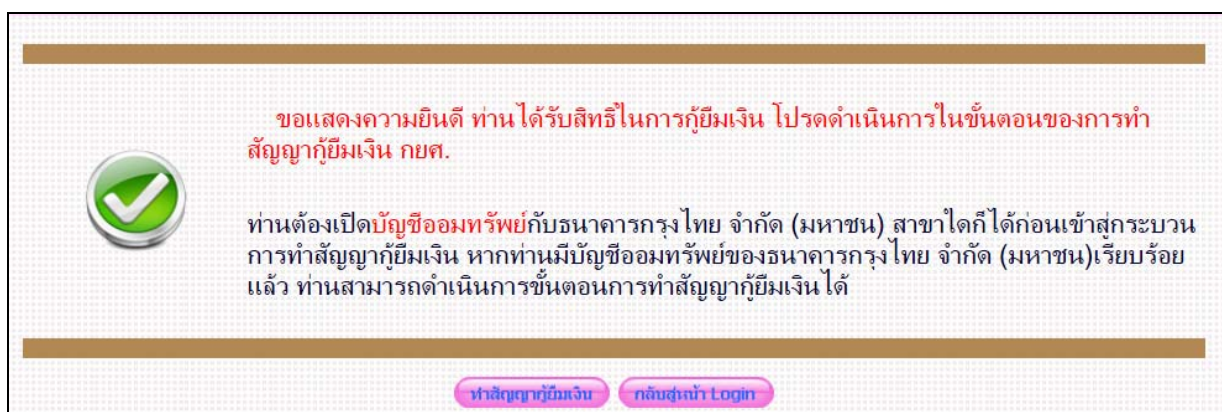 ขอแสดงความยินดี ท่านได้รับสิทธิในการกู้ยืมเงิน โปรดดำเนินการในขั้นตอนของการทำ
สัญญากู้ยืมเงิน กยศ.
ท่านต้องเปิดบัญชีออมทรัพย์กับธนาคารกรุงไทย จำกัด (มหาชน) สาขาใดก็ได้ก่อนเข้าสู่กระบวน
การทำสัญญากู้ยืมเงิน หากท่านมีบัญชีออมทรัพย์ของธนาคารกรุงไทย จำกัด (มหาชน)เรียบร้อย
แล้ว ท่านสามารถดำเนินการขั้นตอนการทำสัญญากู้ยืมเงินได้
ทำสัญญากู้ยืมเงิน กลับสู่หน้า Login